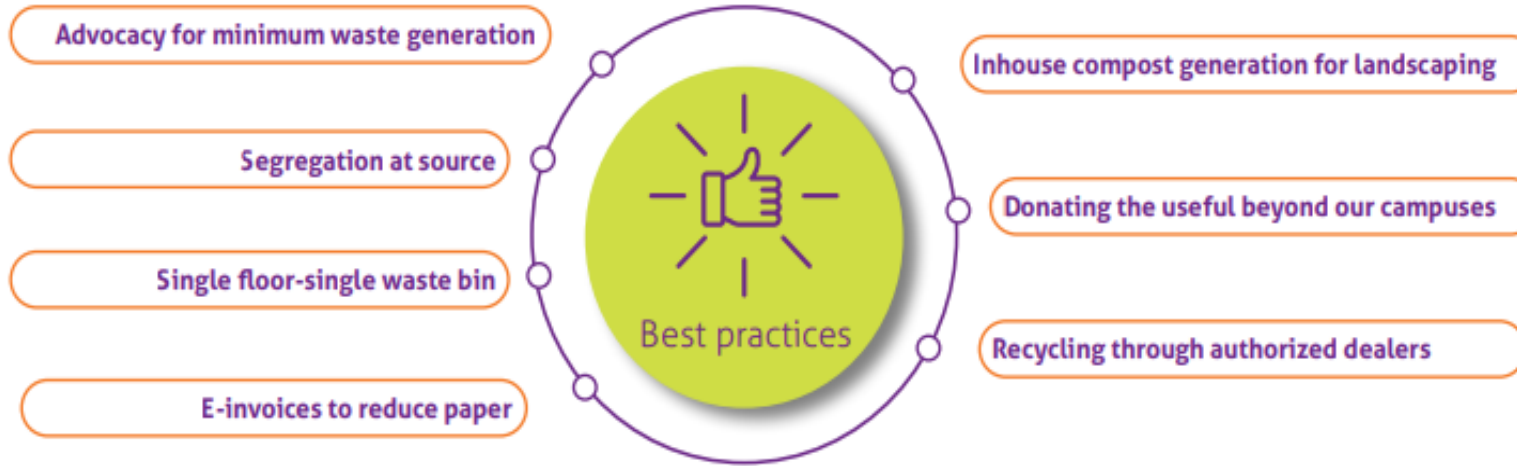 Advocacy for minimum waste generation
Segregation at source
Single floor-single waste bin
E-invoices to reduce paper
Best practices
Inhouse compost generation for landscaping
Donating the useful beyond our campuses
Recycling through authorized dealers